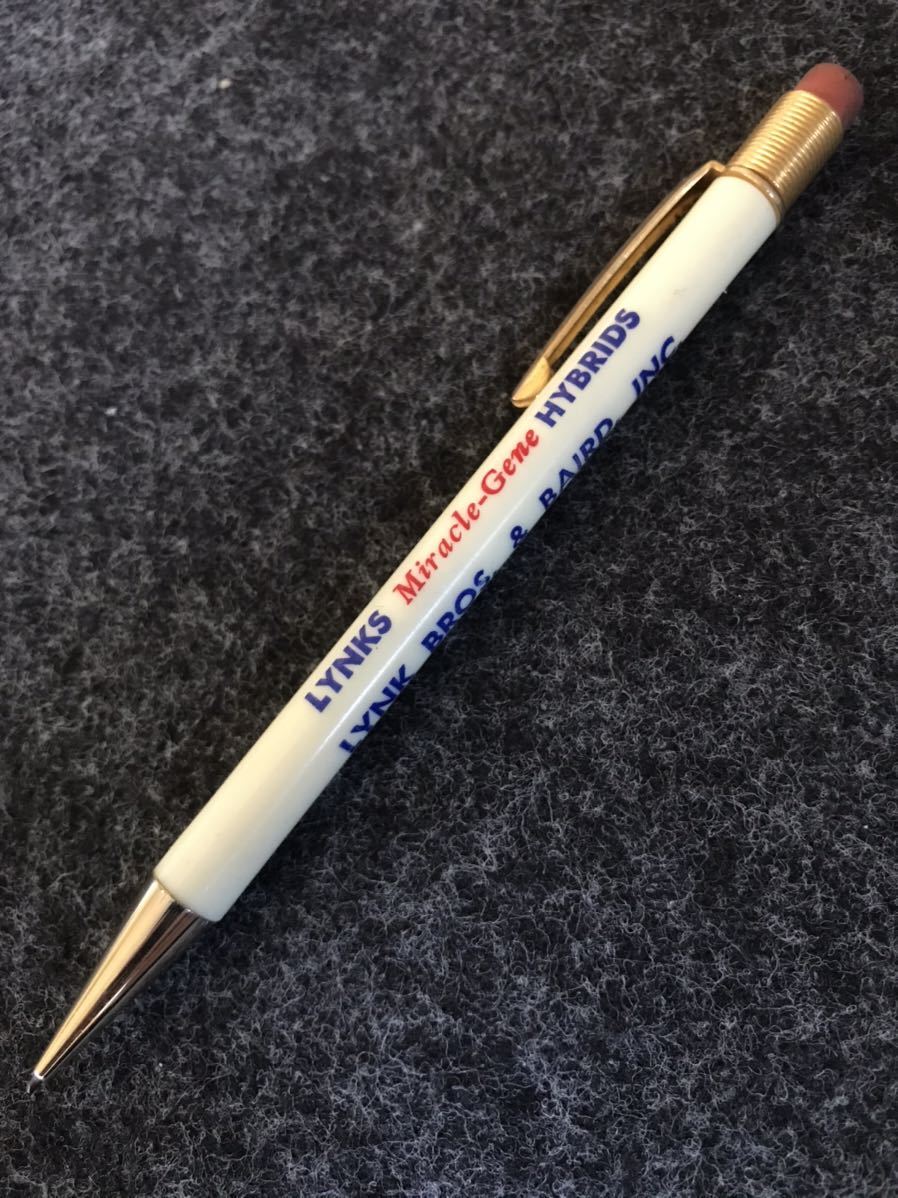 LYNKS Miracle-Gene HYBRIDS
LYNK BROS. & BAIRD, INC.